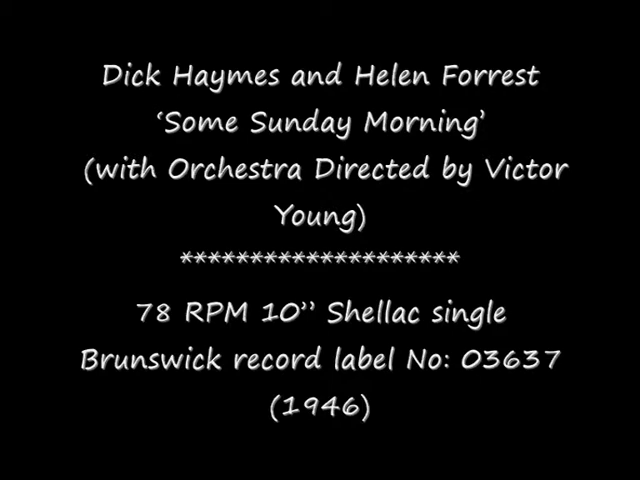 Dick Haymes and Helen Forrest
‘Some Sunday Morning’
(with Orchestra Directed by Victor
Young)
********************
78 RPM 10” Shellac single
Brunswick record label No: 03637
(1946)